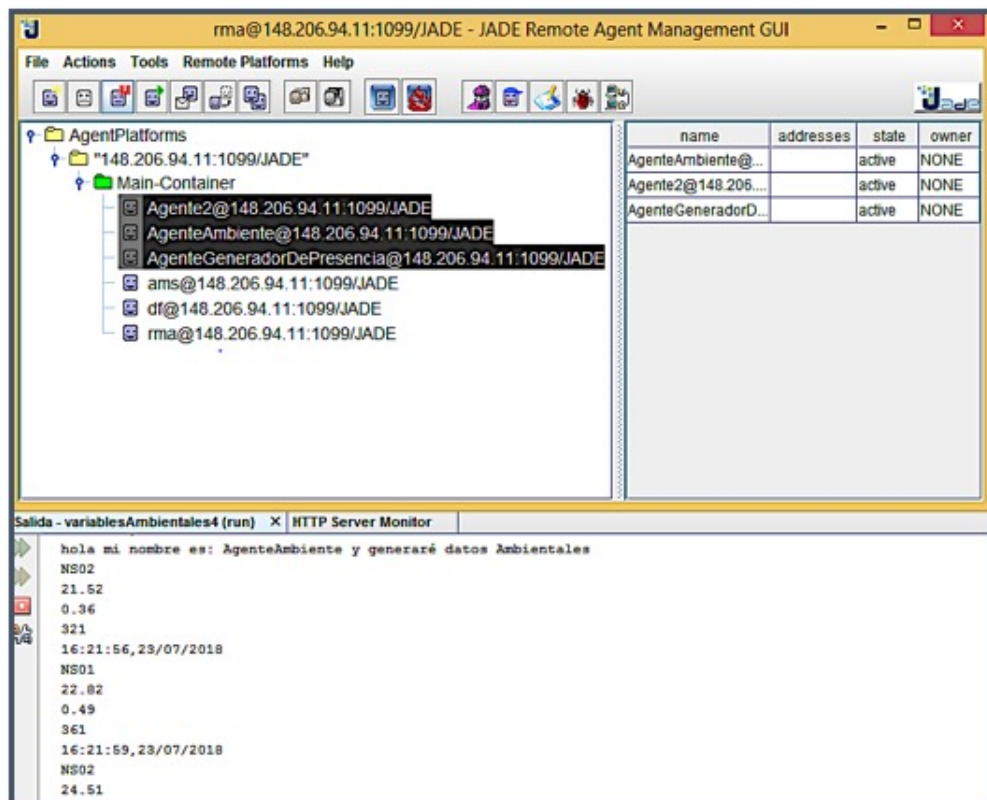 rma@148.206.94.11:1099/JADE - JADE Remote Agent Management GUI
File Actions Tools Remote Platforms Help
Jade
AgentPlatforms
"148.206.94.11:1099/JADE"
Main-Container
Agente2@148.206.94.11:1099/JADE
AgenteAmbiente@148.206.94.11:1099/JADE
AgenteGeneradorDePresencia@148.206.94.11:1099/JADE
ams@148.206.94.11:1099/JADE
df@148.206.94.11:1099/JADE
rma@148.206.94.11:1099/JADE
name addresses state owner
AgenteAmbiente@... active NONE
Agente2@148.206.... active NONE
AgenteGeneradorD... active NONE
Salida - variablesAmbientales4 (run) × HTTP Server Monitor
hola mi nombre es: AgenteAmbiente y generaré datos Ambientales
NS02
21.52
0.36
321
16:21:56,23/07/2018
NS01
22.82
0.49
361
16:21:59,23/07/2018
NS02
24.51